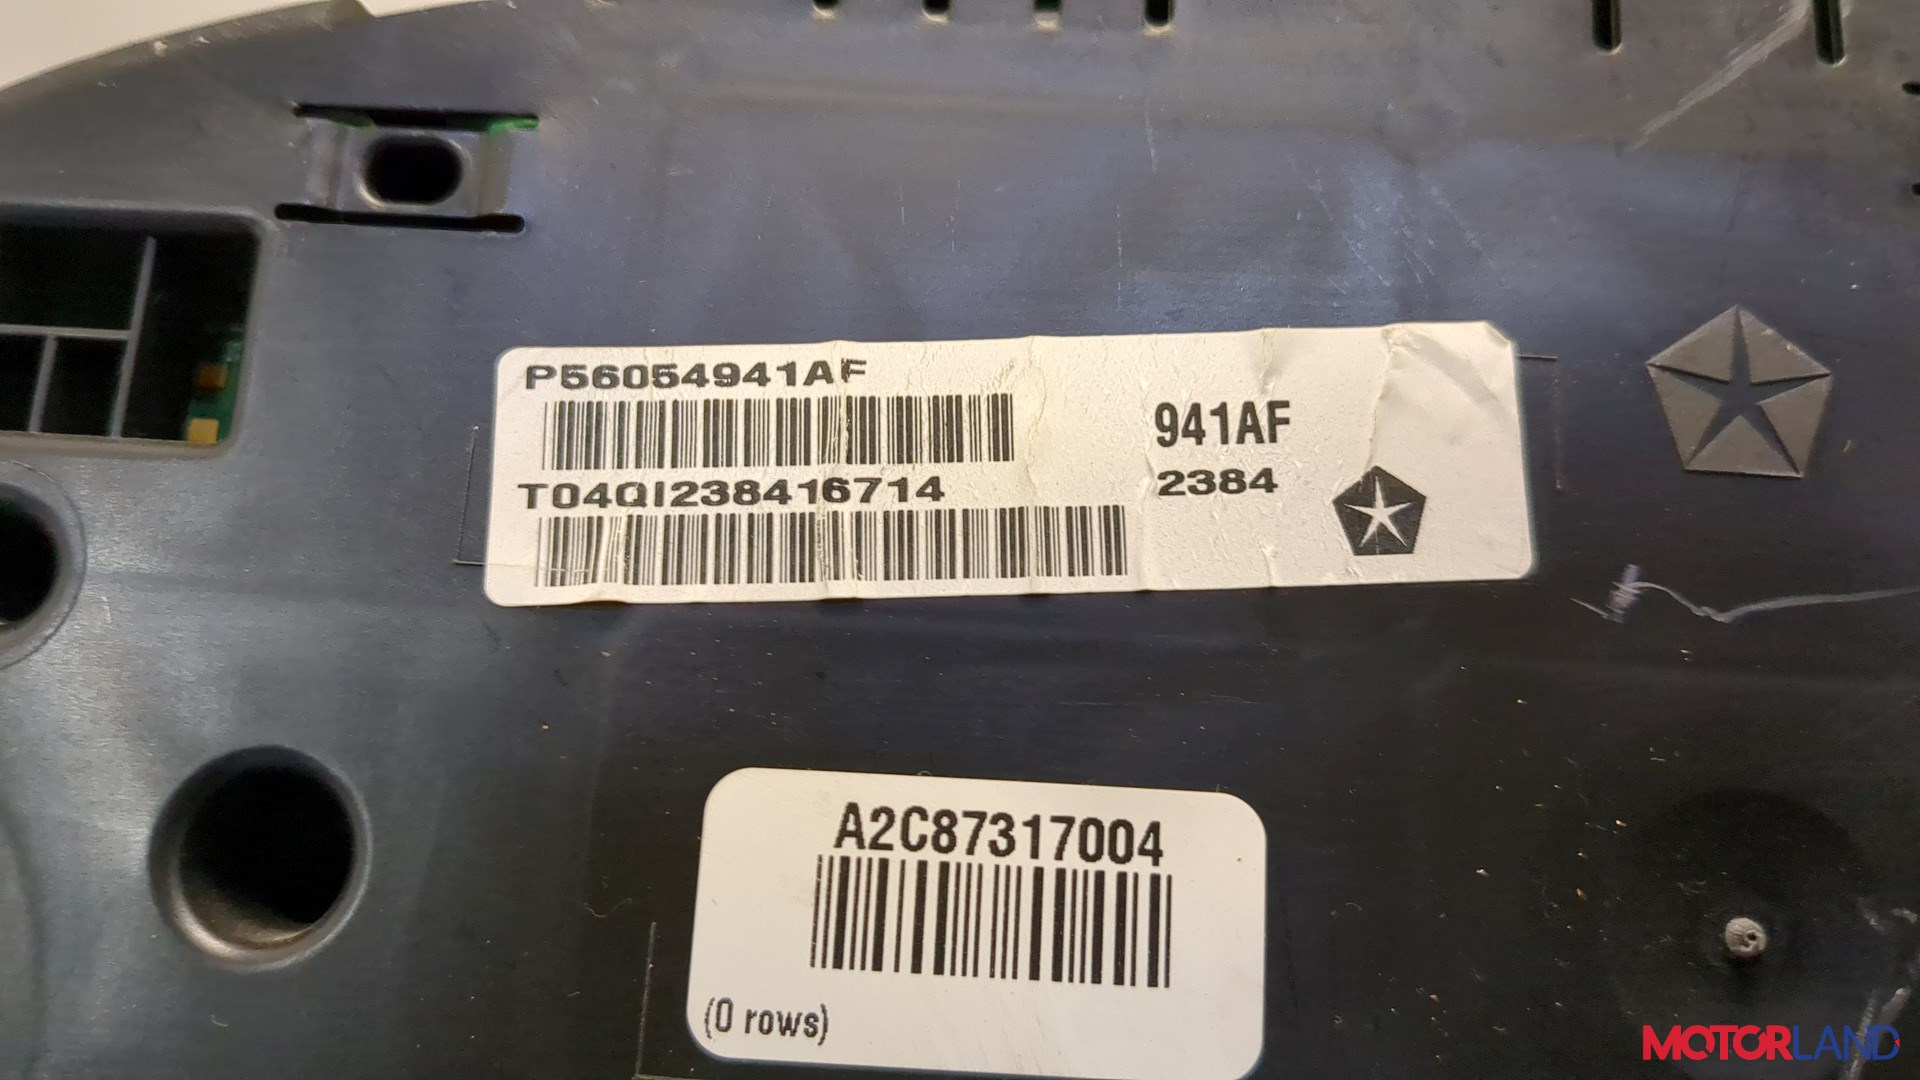 P56054941AF
941AF
T04QI238416714
2384
A2C87317004
(0 rows)
MOTORLAND